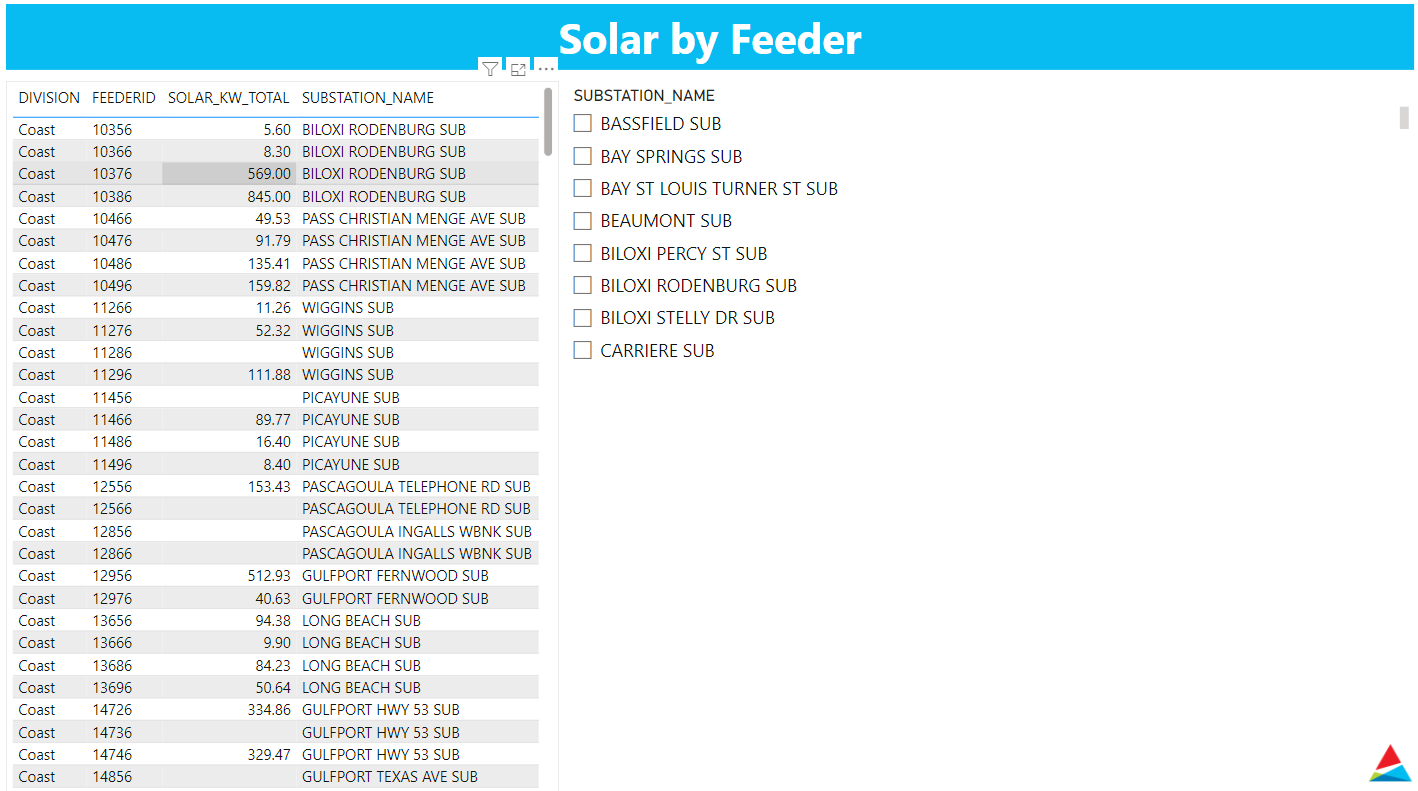 Solar by Feeder
DIVISION FEEDERID SOLAR_KW_TOTAL SUBSTATION_NAME
Coast 10356 5.60 BILOXI RODENBURG SUB
Coast 10366 8.30 BILOXI RODENBURG SUB
Coast 10376 569.00 BILOXI RODENBURG SUB
Coast 10386 845.00 BILOXI RODENBURG SUB
Coast 10466 49.53 PASS CHRISTIAN MENGE AVE SUB
Coast 10476 91.79 PASS CHRISTIAN MENGE AVE SUB
Coast 10486 135.41 PASS CHRISTIAN MENGE AVE SUB
Coast 10496 159.82 PASS CHRISTIAN MENGE AVE SUB
Coast 11266 11.26 WIGGINS SUB
Coast 11276 52.32 WIGGINS SUB
Coast 11286 WIGGINS SUB
Coast 11296 111.88 WIGGINS SUB
Coast 11456 PICAYUNE SUB
Coast 11466 89.77 PICAYUNE SUB
Coast 11486 16.40 PICAYUNE SUB
Coast 11496 8.40 PICAYUNE SUB
Coast 12556 153.43 PASCAGOULA TELEPHONE RD SUB
Coast 12566 PASCAGOULA TELEPHONE RD SUB
Coast 12856 PASCAGOULA INGALLS WBNK SUB
Coast 12866 PASCAGOULA INGALLS WBNK SUB
Coast 12956 512.93 GULFPORT FERNWOOD SUB
Coast 12976 40.63 GULFPORT FERNWOOD SUB
Coast 13656 94.38 LONG BEACH SUB
Coast 13666 9.90 LONG BEACH SUB
Coast 13686 84.23 LONG BEACH SUB
Coast 13696 50.64 LONG BEACH SUB
Coast 14726 334.86 GULFPORT HWY 53 SUB
Coast 14736 GULFPORT HWY 53 SUB
Coast 14746 329.47 GULFPORT HWY 53 SUB
Coast 14856 GULFPORT TEXAS AVE SUB
SUBSTATION_NAME
BASSFIELD SUB
BAY SPRINGS SUB
BAY ST LOUIS TURNER ST SUB
BEAUMONT SUB
BILOXI PERCY ST SUB
BILOXI RODENBURG SUB
BILOXI STELLY DR SUB
CARRIERE SUB